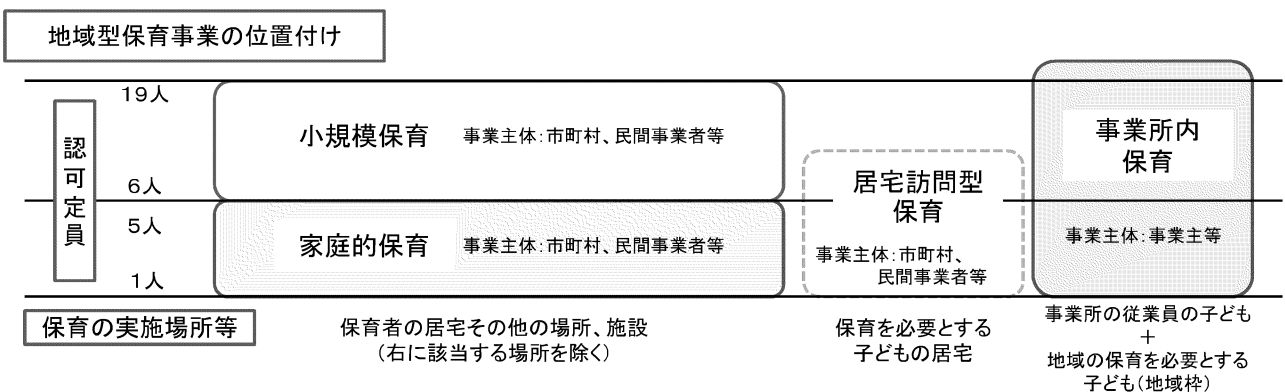 地域型保育事業の位置付け
認可定員
19人
6人
5人
1人
小規模保育 事業主体:市町村、民間事業者等
家庭的保育 事業主体:市町村、民間事業者等
居宅訪問型
保育
事業主体:市町村、
民間事業者等
事業所内
保育
事業主体:事業主等
保育の実施場所等
保育者の居宅その他の場所、施設
(右に該当する場所を除く)
保育を必要とする
子どもの居宅
事業所の従業員の子ども
+
地域の保育を必要とする
子ども(地域枠)